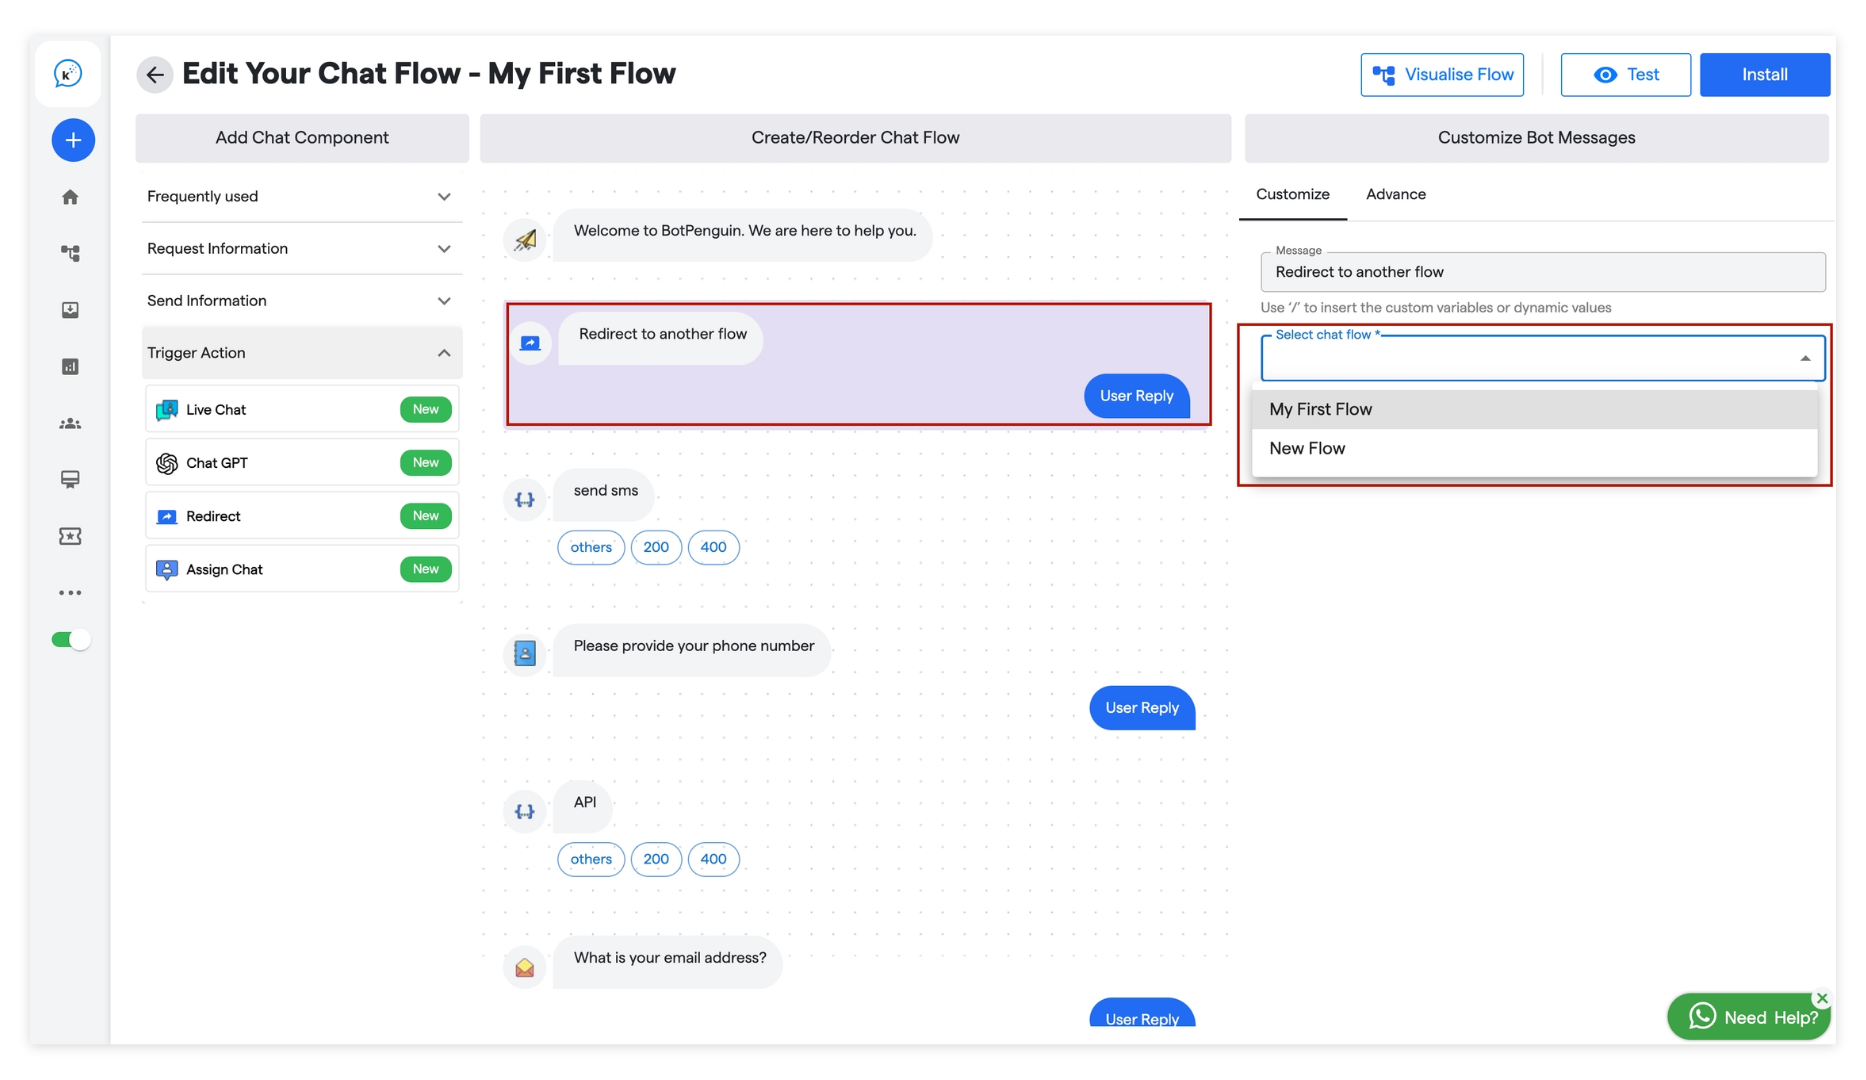 K
Edit Your Chat Flow - My First Flow
Visualise Flow
Test
Install
Add Chat Component
Create/Reorder Chat Flow
Customize Bot Messages
Frequently used
Request Information
Send Information
Trigger Action
Live Chat New
Chat GPT New
Redirect New
Assign Chat New
Welcome to BotPenguin. We are here to help you.
Redirect to another flow
User Reply
send sms
others 200 400
Please provide your phone number
User Reply
API
others 200 400
What is your email address?
User Reply
Customize Advance
Message
Redirect to another flow
Use ‘/’ to insert the custom variables or dynamic values
Select chat flow *
My First Flow
New Flow
Need Help?